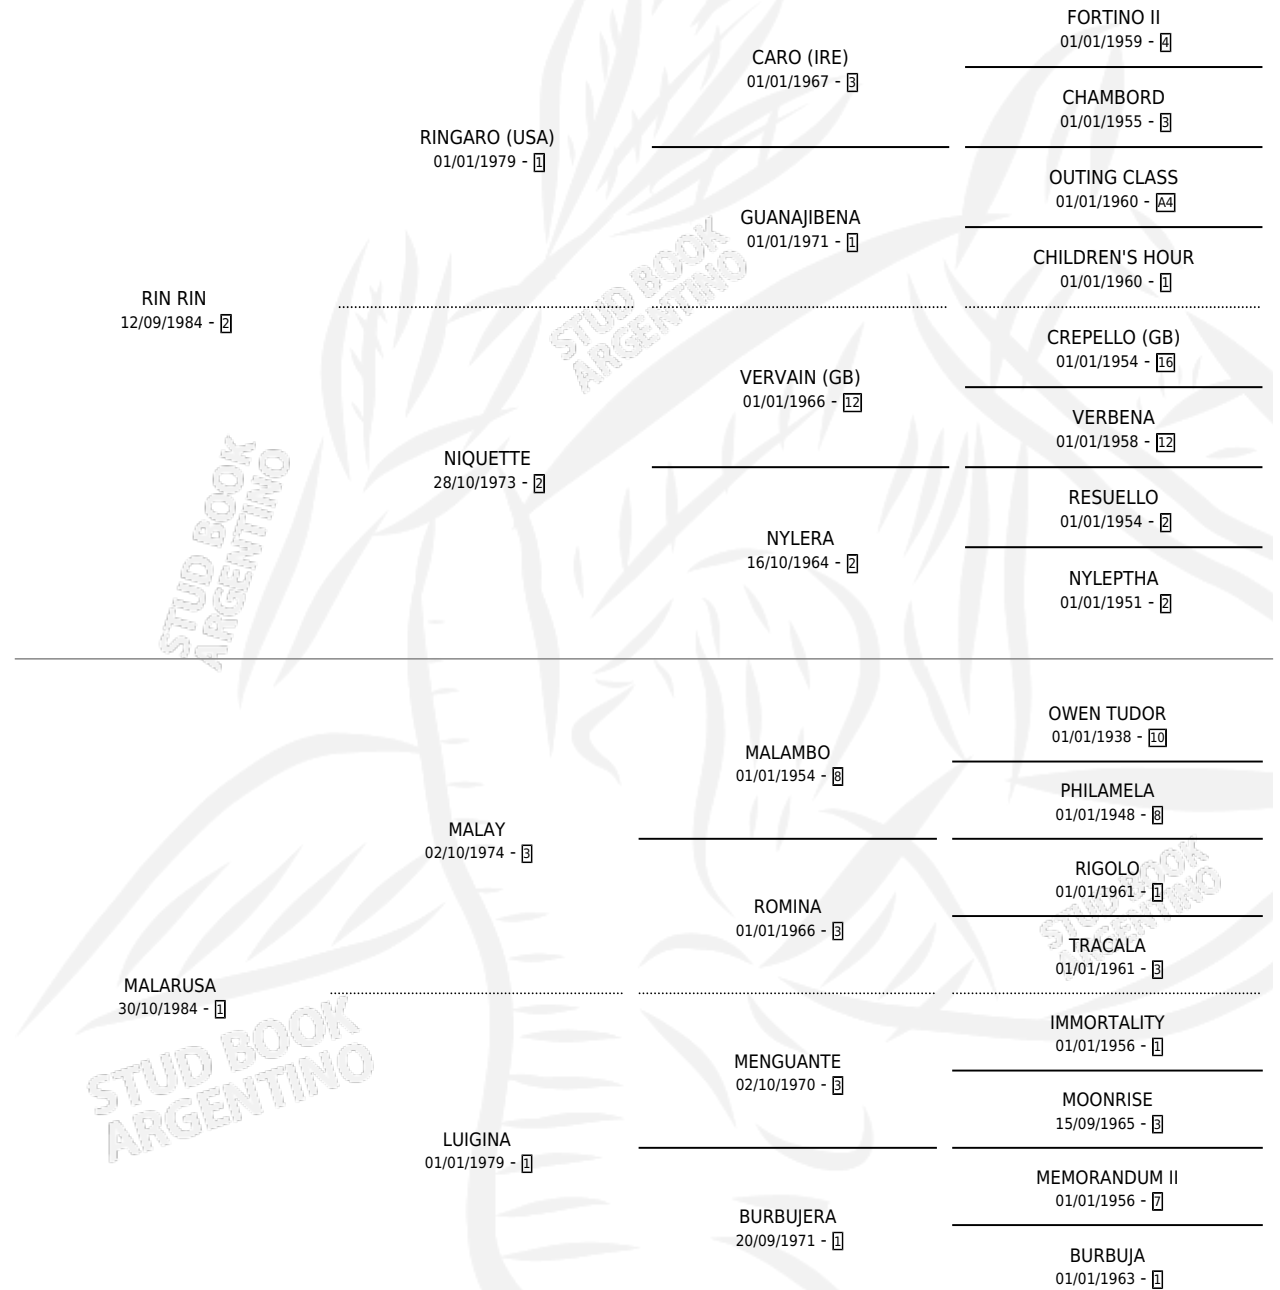 FORTINO II
01/01/1959 - 4
CARO (IRE)
01/01/1967 - 3
CHAMBORD
01/01/1955 - 3
RINGARO (USA)
01/01/1979 - 1
OUTING CLASS
01/01/1960 - A4
GUANAJIBENA
01/01/1971 - 1
CHILDREN'S HOUR
01/01/1960 - 1
RIN RIN
12/09/1984 - 2
CREPELLO (GB)
01/01/1954 - 16
VERVAIN (GB)
01/01/1966 - 12
VERBENA
01/01/1958 - 12
NIQUETTE
28/10/1973 - 2
RESUELLO
01/01/1954 - 2
NYLERA
16/10/1964 - 2
NYLEPTHA
01/01/1951 - 2
STUD BOOK
ARGENTINO
STUD BOOK
ARGENTINO
OWEN TUDOR
01/01/1938 - 10
MALAMBO
01/01/1954 - 8
PHILAMELA
01/01/1948 - 8
MALAY
02/10/1974 - 3
RIGOLO
01/01/1961 - 1
ROMINA
01/01/1966 - 3
TRACALA
01/01/1961 - 3
MALARUSA
30/10/1984 - 1
IMMORTALITY
01/01/1956 - 1
MENGUANTE
02/10/1970 - 3
MOONRISE
15/09/1965 - 3
LUIGINA
01/01/1979 - 1
MEMORANDUM II
01/01/1956 - 7
BURBUJERA
20/09/1971 - 1
BURBUJA
01/01/1963 - 1
STUD BOOK
ARGENTINO
STUD BOOK
ARGENTINO